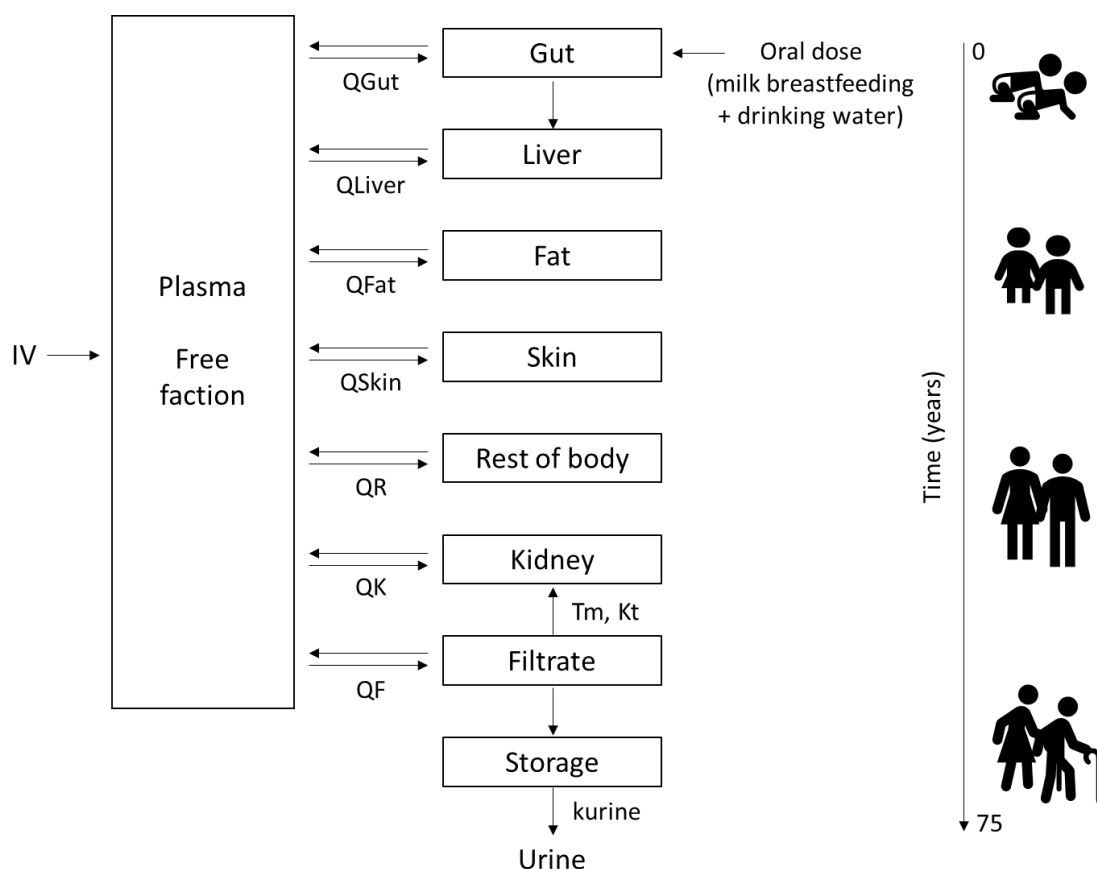 Gut
QGut
Oral dose
(milk breastfeeding
+ drinking water)
Liver
QLiver
Fat
QFat
Plasma
Free
faction
IV
Skin
QSkin
Rest of body
QR
Kidney
QK
Tm, Kt
Filtrate
QF
Storage
kurine
Urine
0
Time (years)
75